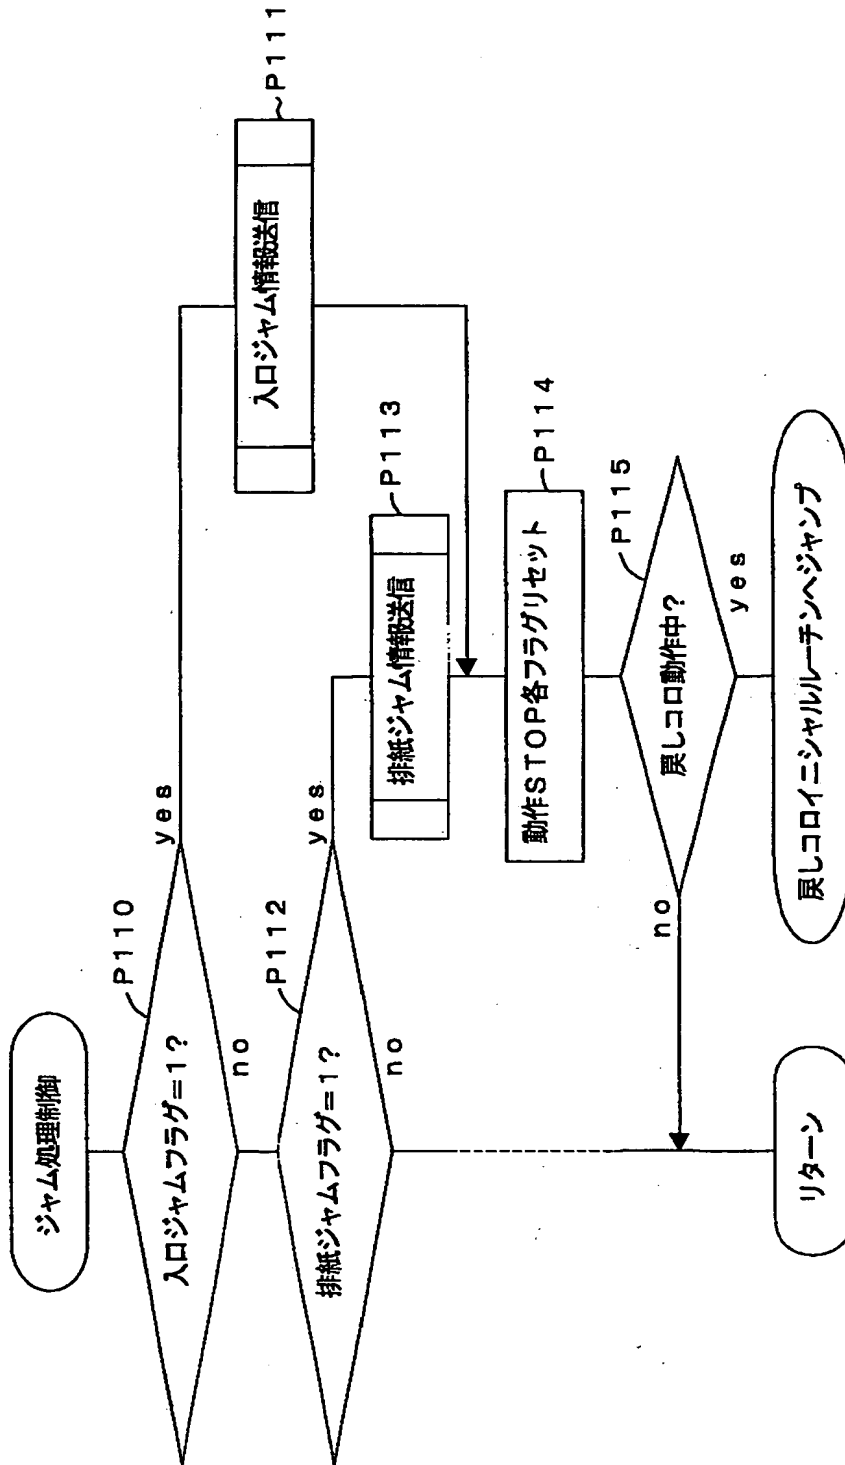 ジャム処理制御
P110
入口ジャムフラグ=1?
yes
no
P111
入口ジャム情報送信
P112
排紙ジャムフラグ=1?
yes
no
P113
排紙ジャム情報送信
P114
動作STOP各フラグリセット
P115
戻しコロ動作中?
no
yes
リターン
戻しコロイニシャルルーチンへジャンプ